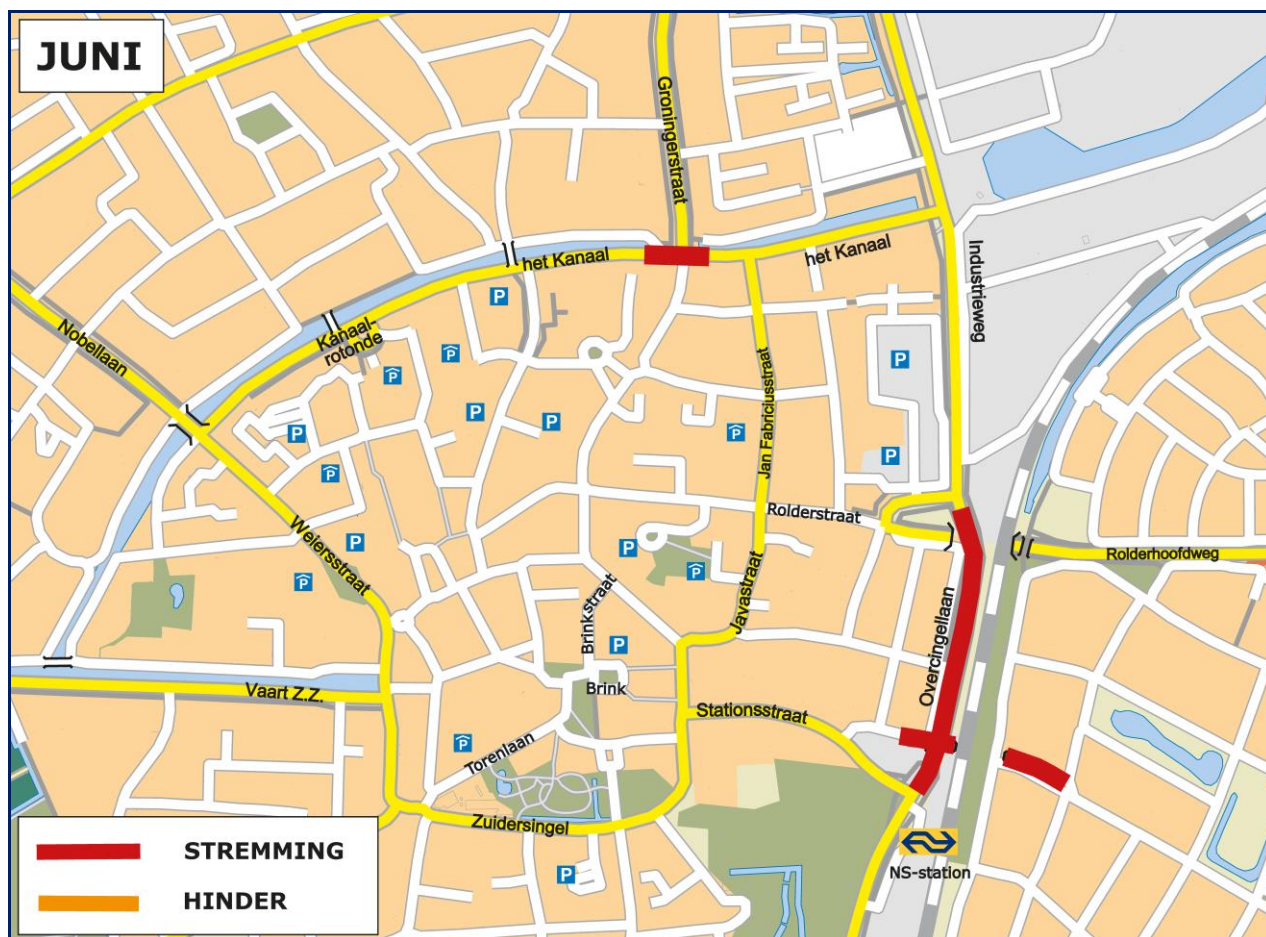 JUNI
Groningerstraat
het Kanaal
het Kanaal
Industrieweg
Nobellaan
Kanaal-
rotonde
P
P
P
P
P
P
P
P
P
P
P
Jan Fabriciusstraat
Rolderstraat
Rolderhoofdweg
Weiersstraat
P
P
P
P
Brinkstraat
Javastraat
P
Overcingellaan
Vaart Z.Z.
Brink
Stationsstraat
Torenlaan
P
Zuidersingel
P
NS-station
STREMMING
HINDER